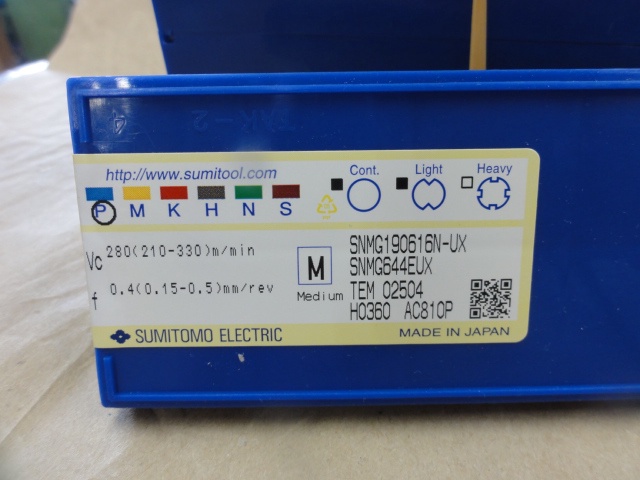 http://www.sumitool.com
Cont. Light Heavy
P M K H N S
Vc 280(210-330)m/min
f 0.4(0.15-0.5)mm/rev
M
Medium
SNMG190616N-UX
SNMG644EUX
TEM 02504
H0360 AC810P
SUMITOMO ELECTRIC
MADE IN JAPAN